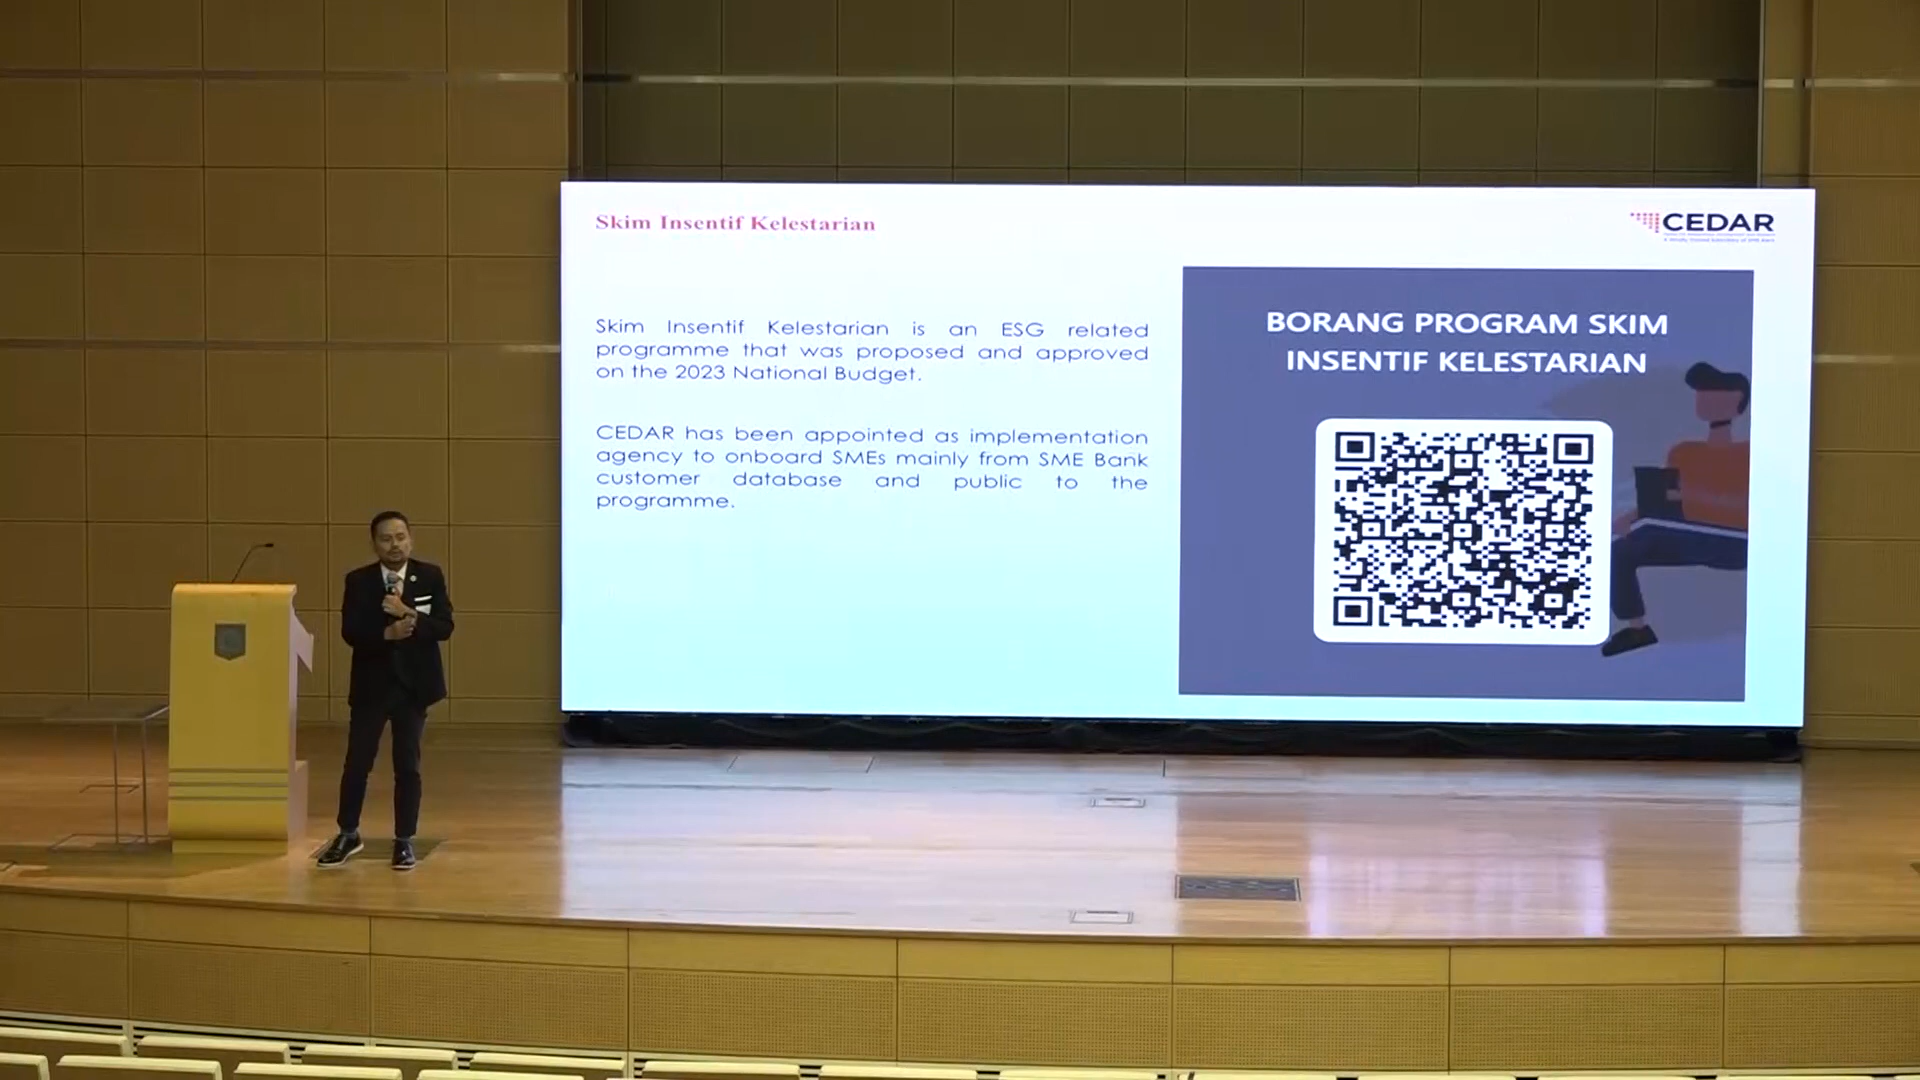 Skim Insentif Kelestarian
CEDAR
Skim Insentif Kelestarian is an ESG related
programme that was proposed and approved
on the 2023 National Budget.
CEDAR has been appointed as implementation
agency to onboard SMEs mainly from SME Bank
customer database and public to the
programme.
BORANG PROGRAM SKIM
INSENTIF KELESTARIAN